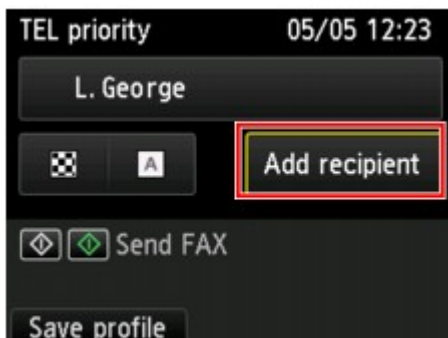 TEL priority 05/05 12:23
L. George
A Add recipient
Send FAX
Save profile